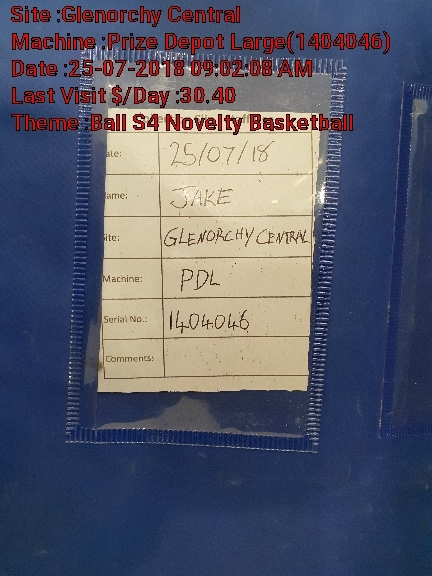 Site :Glenorchy Central
Machine :Prize Depot Large(1404046)
Date :25-07-2018 09:02:08 AM
Last Visit $/Day :30.40
Theme :Ball S4 Novelty Basketball
ate: 25/07/18
ame: JAKE
ite: GLENORCHY CENTRAL
Machine: PDL
Serial No.: 1404046
Comments: